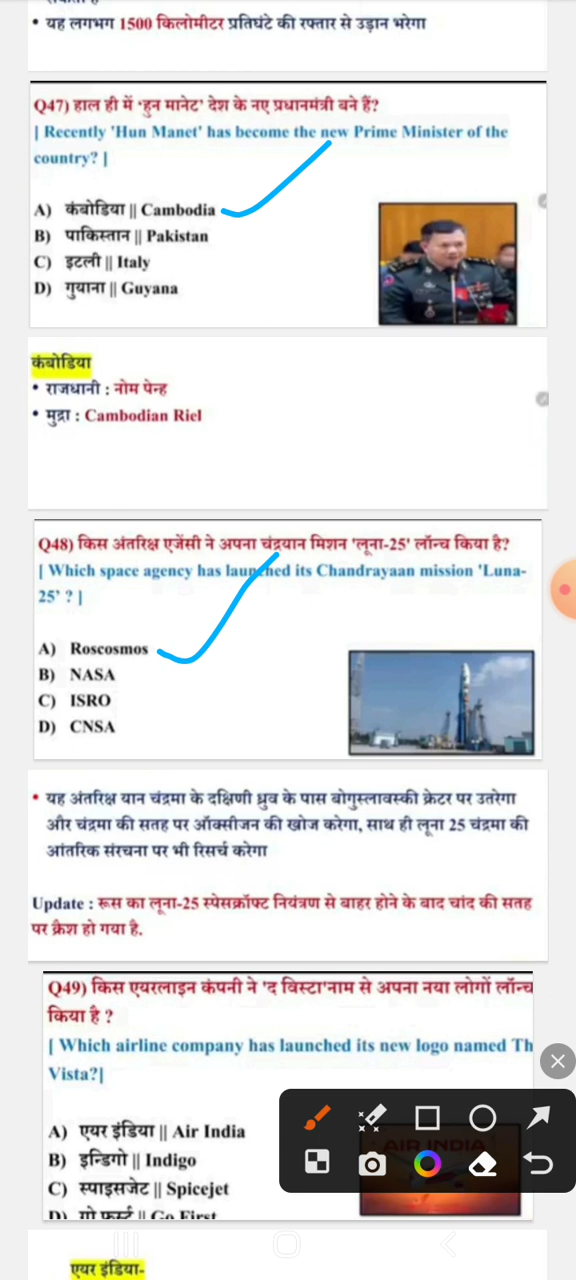 • यह लगभग 1500 किलोमीटर प्रतिघंटे की रफ्तार से उड़ान भरेगा
Q47) हाल ही में 'हुन मानेट' देश के नए प्रधानमंत्री बने हैं?
| Recently 'Hun Manet' has become the new Prime Minister of the
country? |
A) कंबोडिया || Cambodia
B) पाकिस्तान || Pakistan
C) इटली || Italy
D) गुयाना || Guyana
कंबोडिया
• राजधानी : नोम पेन्ह
• मुद्रा : Cambodian Riel
Q48) किस अंतरिक्ष एजेंसी ने अपना चंद्रयान मिशन 'लूना-25' लॉन्च किया है?
| Which space agency has launched its Chandrayaan mission 'Luna-
25' ? |
A) Roscosmos
B) NASA
C) ISRO
D) CNSA
• यह अंतरिक्ष यान चंद्रमा के दक्षिणी ध्रुव के पास बोगुस्लावस्की क्रेटर पर उतरेगा
और चंद्रमा की सतह पर ऑक्सीजन की खोज करेगा, साथ ही लूना 25 चंद्रमा की
आंतरिक संरचना पर भी रिसर्च करेगा
Update : रूस का लूना-25 स्पेसक्रॉफ्ट नियंत्रण से बाहर होने के बाद चांद की सतह
पर क्रैश हो गया है.
Q49) किस एयरलाइन कंपनी ने 'द विस्टा'नाम से अपना नया लोगों लॉन्च
किया है ?
| Which airline company has launched its new logo named Th
Vista?|
A) एयर इंडिया || Air India
B) इन्डिगो || Indigo
C) स्पाइसजेट || Spicejet
D) गो फर्स्ट || Go First
AIR INDIA
एयर इंडिया-